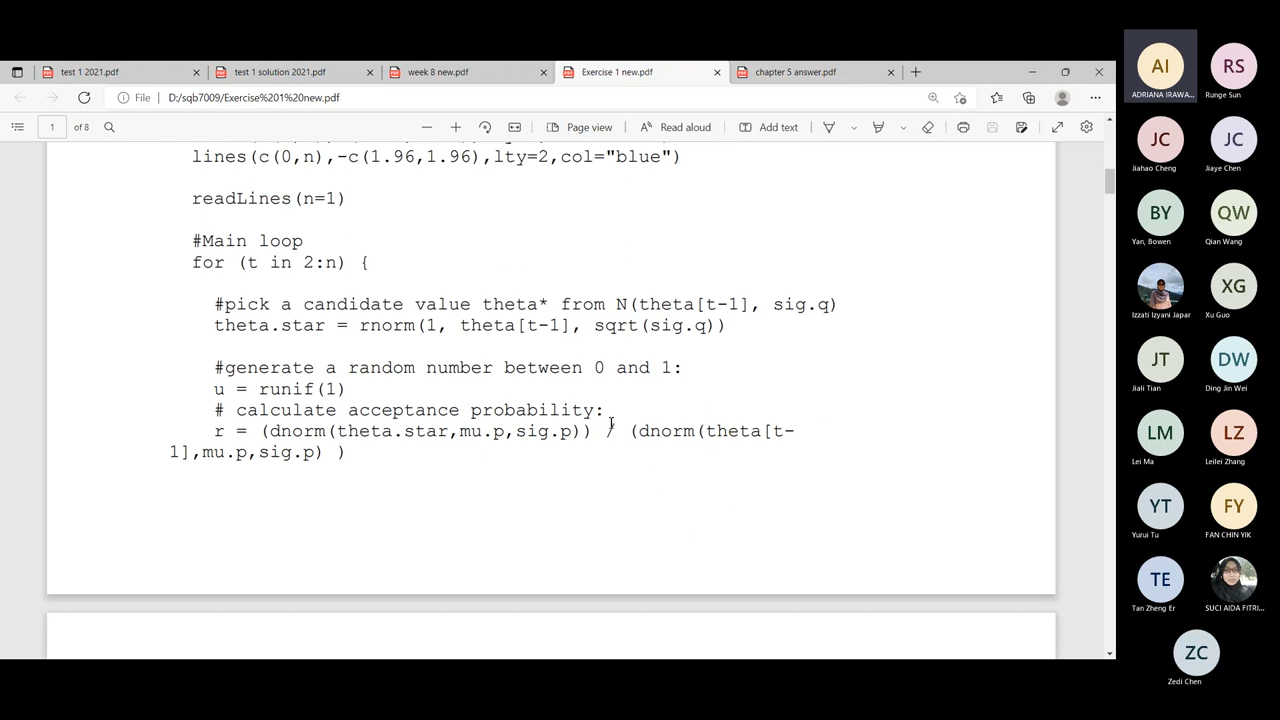 test 1 2021.pdf
test 1 solution 2021.pdf
week 8 new.pdf
Exercise 1 new.pdf
chapter 5 answer.pdf
File
D:/sqb7009/Exercise%201%20new.pdf
1 of 8
Page view
Read aloud
Add text
lines(c(0,n),-c(1.96,1.96),lty=2,col="blue")
readLines(n=1)
#Main loop
for (t in 2:n) {
#pick a candidate value theta* from N(theta[t-1], sig.q)
theta.star = rnorm(1, theta[t-1], sqrt(sig.q))
#generate a random number between 0 and 1:
u = runif(1)
# calculate acceptance probability:
r = (dnorm(theta.star,mu.p,sig.p)) / (dnorm(theta[t-
1],mu.p,sig.p) )
AI
ADRIANA IRAWA...
RS
Runge Sun
JC
Jiahao Cheng
JC
Jiaye Chen
BY
Yan, Bowen
QW
Qian Wang
Izzati Izyani Japar
XG
Xu Guo
JT
Jiali Tian
DW
Ding Jin Wei
LM
Lei Ma
LZ
Leilei Zhang
YT
Yurui Tu
FY
FAN CHIN YIK
TE
Tan Zheng Er
SUCI AIDA FITRI...
ZC
Zedi Chen